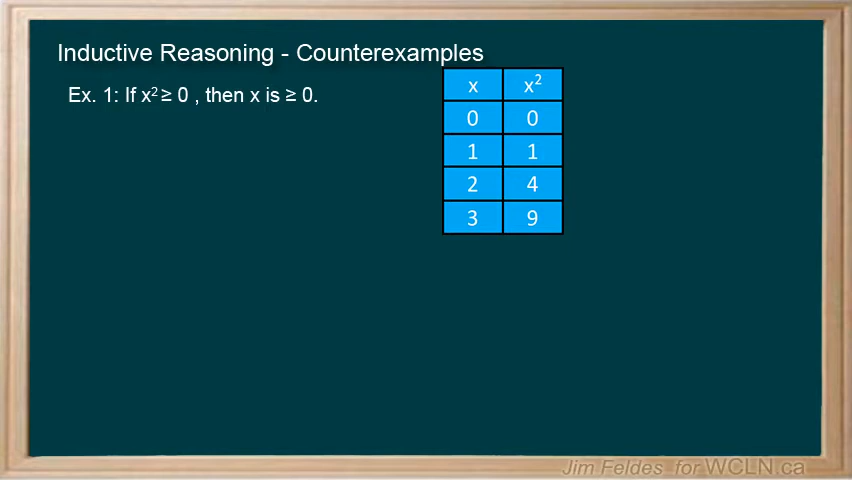 Inductive Reasoning - Counterexamples
Ex. 1: If x² ≥ 0 , then x is ≥ 0.
x x²
0 0
1 1
2 4
3 9
Jim Feldes for WCLN.ca